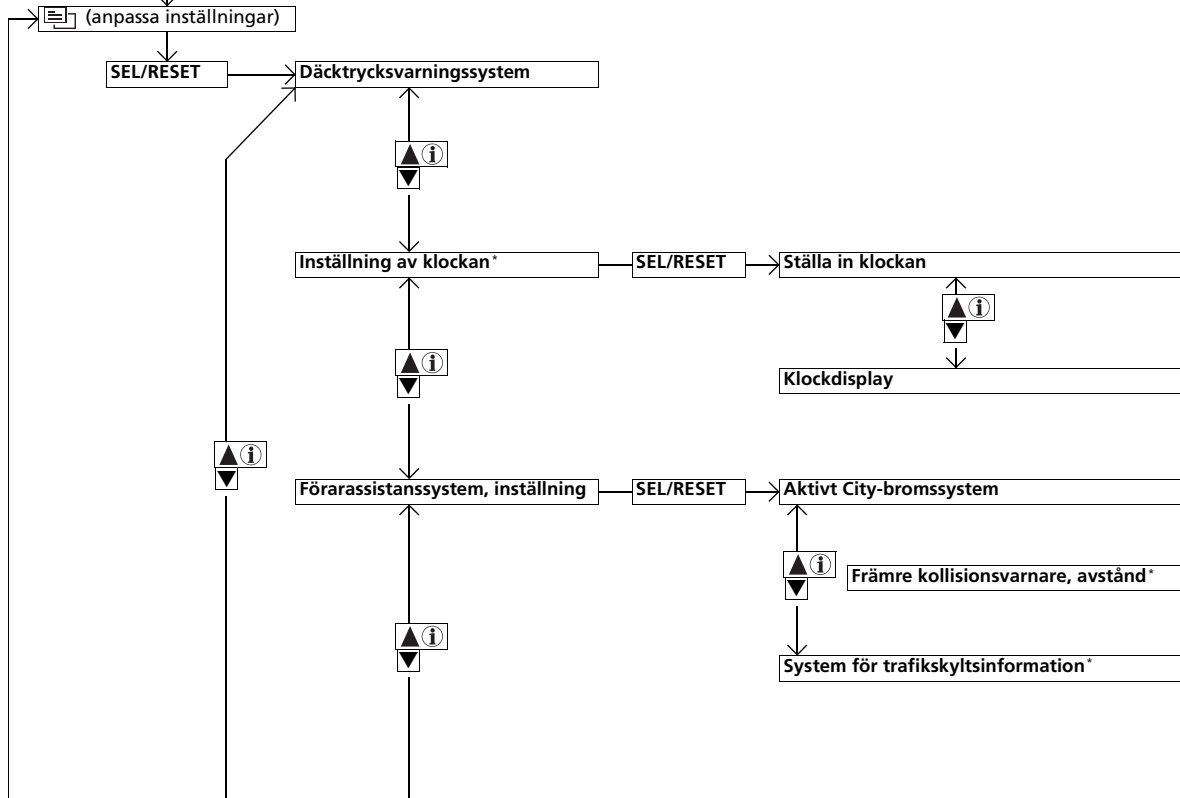 (anpassa inställningar)
SEL/RESET
Däcktrycksvarningssystem
▲ i
▼
Inställning av klockan*
SEL/RESET
Ställa in klockan
▲ i
▼
▲ i
▼
Klockdisplay
▲ i
▼
Förarassistanssystem, inställning
SEL/RESET
Aktivt City-bromssystem
▲ i
▼
Främre kollisionsvarnare, avstånd*
▲ i
▼
System för trafikskyltsinformation*